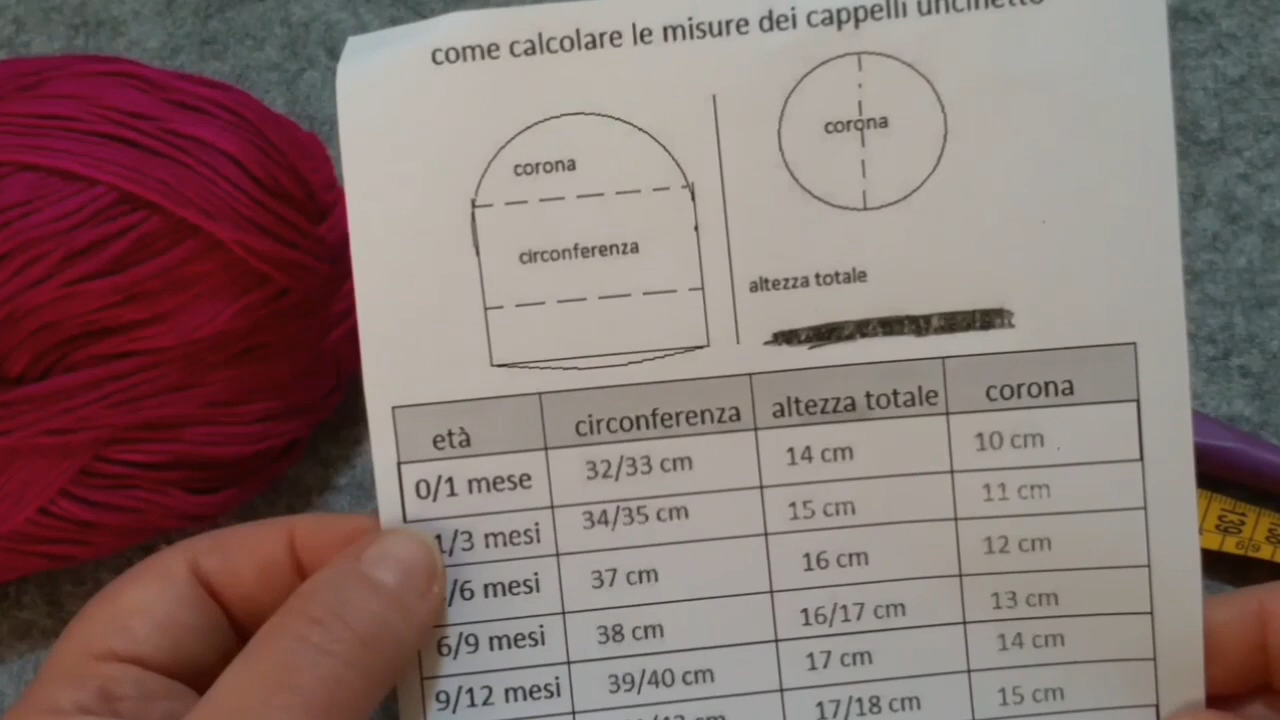 come calcolare le misure dei cappelli uncinetto
corona
circonferenza
corona
altezza totale
età circonferenza altezza totale corona
0/1 mese 32/33 cm 14 cm 10 cm
1/3 mesi 34/35 cm 15 cm 11 cm
/6 mesi 37 cm 16 cm 12 cm
6/9 mesi 38 cm 16/17 cm 13 cm
9/12 mesi 39/40 cm 17 cm 14 cm
cm 17/18 cm 15 cm